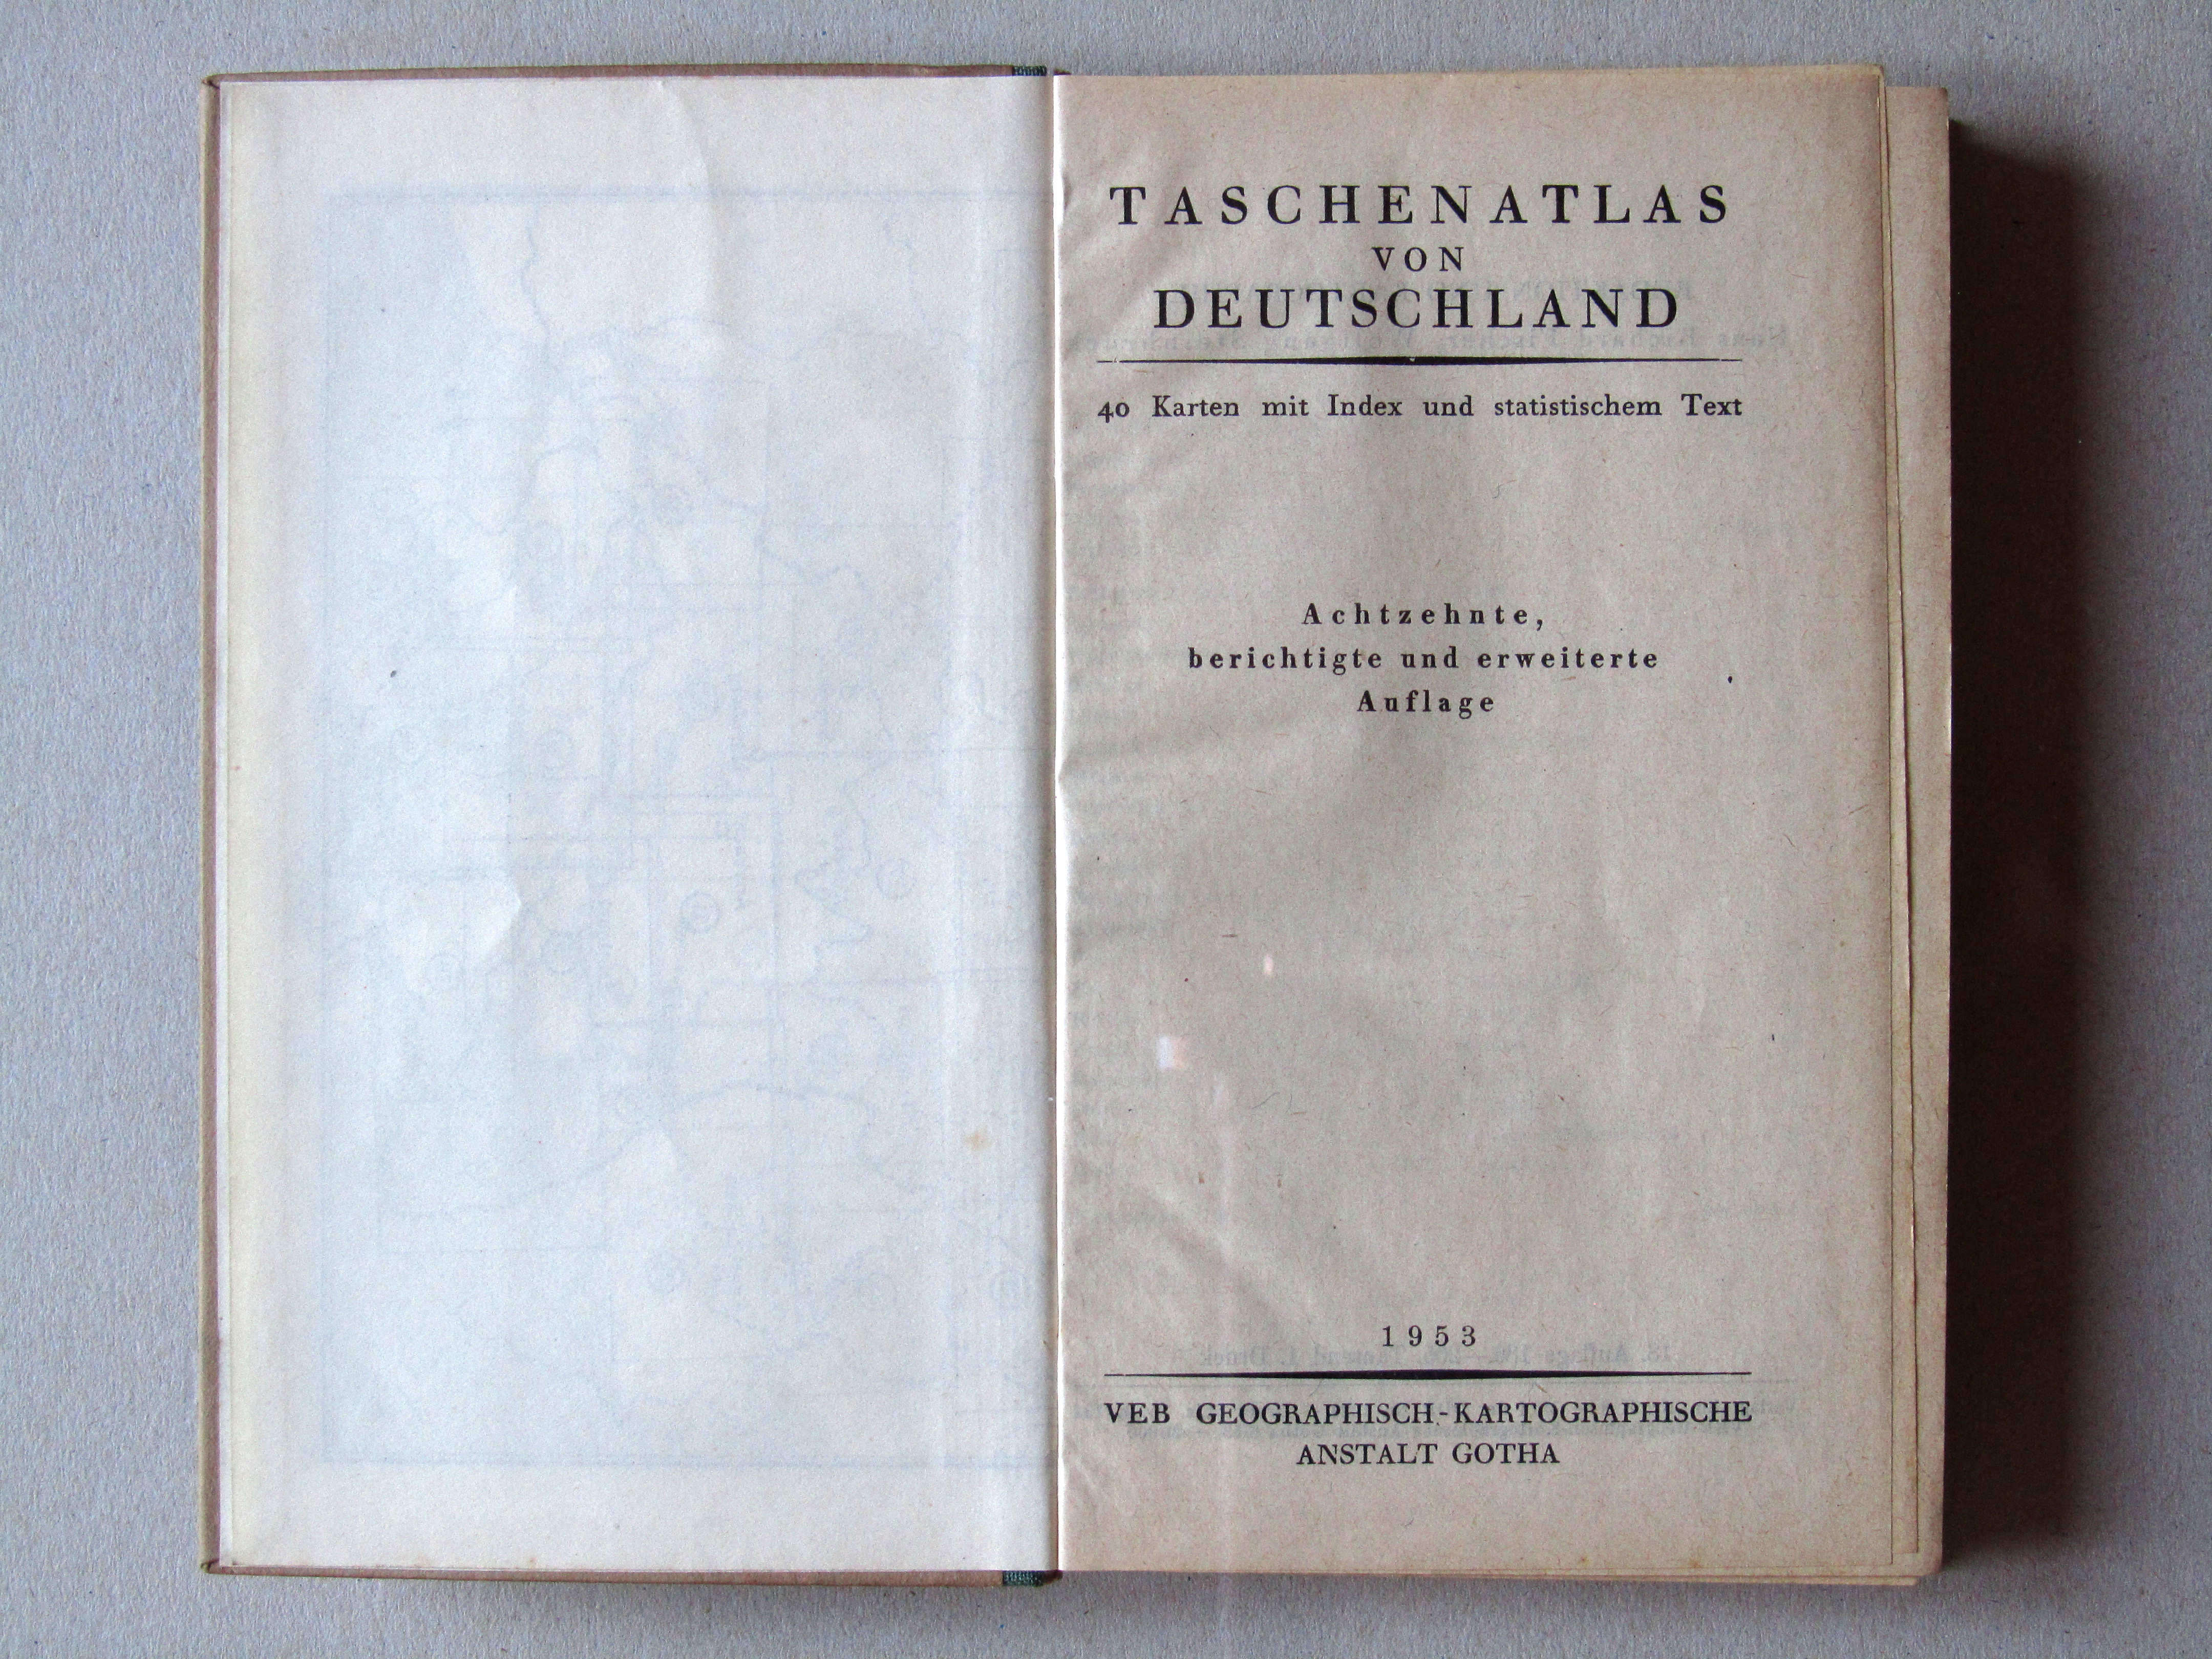 TASCHENATLAS
VON
DEUTSCHLAND
40 Karten mit Index und statistischem Text
Achtzehnte,
berichtigte und erweiterte
Auflage
1953
VEB GEOGRAPHISCH-KARTOGRAPHISCHE
ANSTALT GOTHA